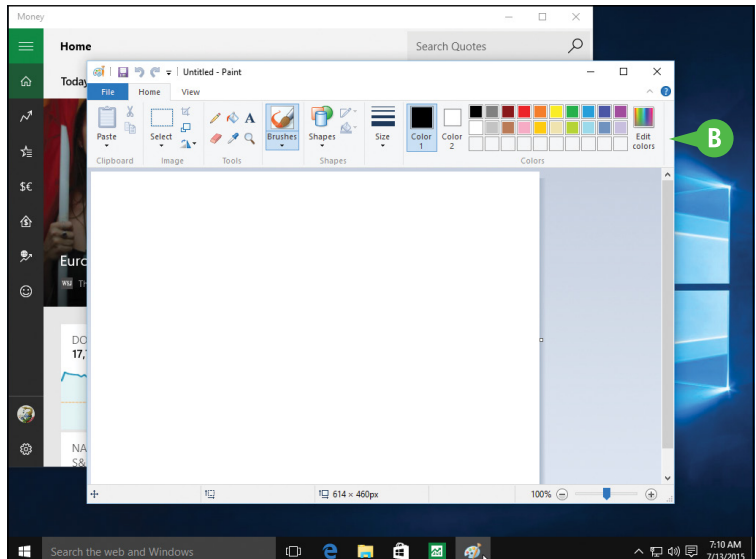 Money
Home
Search Quotes
Today
Untitled - Paint
File Home View
Paste
Select
Brushes
Shapes
Size
Color 1
Color 2
Edit colors
Clipboard
Image
Tools
Shapes
Colors
B
$€
Euro
WSJ Th
DO
17,
NA
S&
614 × 460px
100%
Search the web and Windows
7:10 AM
7/13/2015